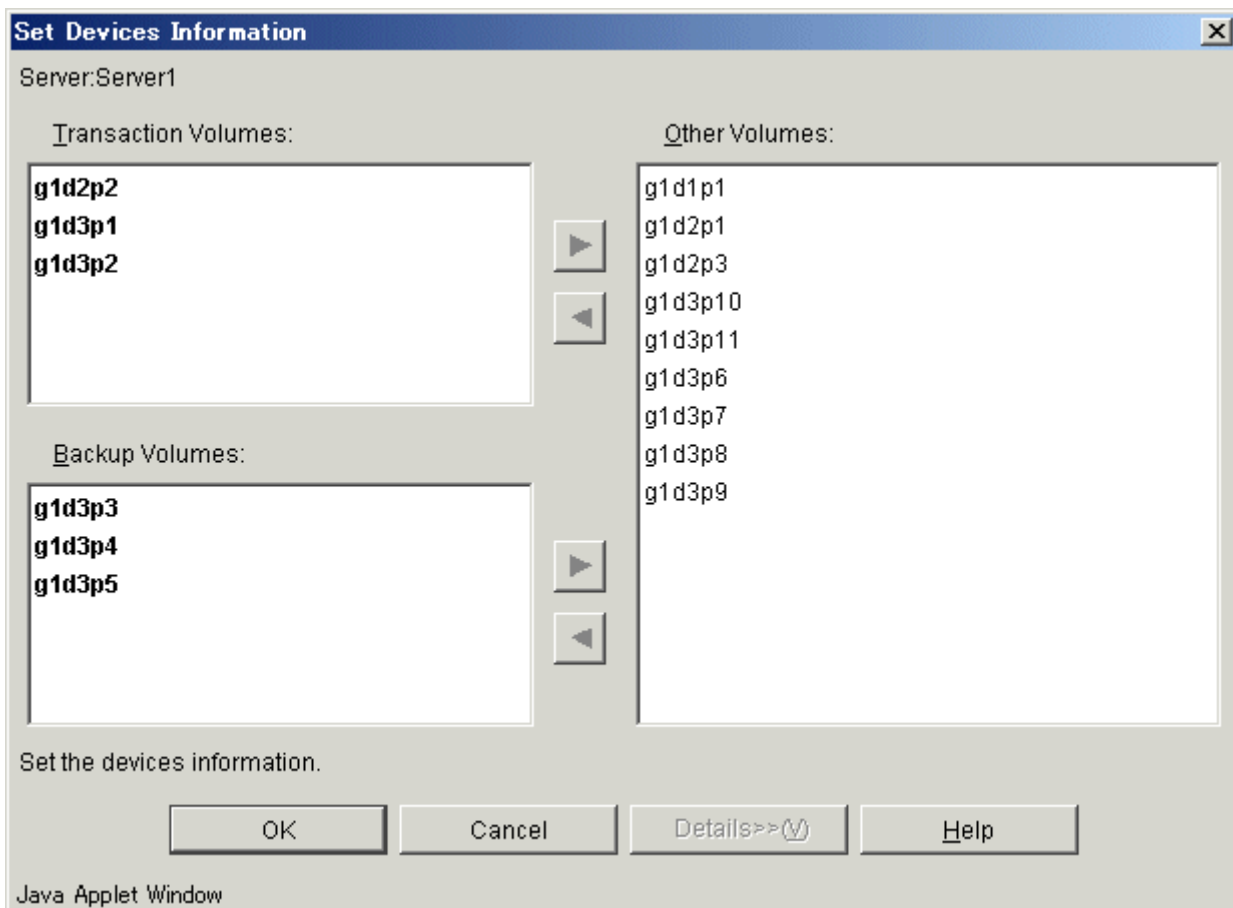 Set Devices Information
Server:Server1
Transaction Volumes:
g1d2p2
g1d3p1
g1d3p2
Backup Volumes:
g1d3p3
g1d3p4
g1d3p5
Other Volumes:
g1d1p1
g1d2p1
g1d2p3
g1d3p10
g1d3p11
g1d3p6
g1d3p7
g1d3p8
g1d3p9
Set the devices information.
OK
Cancel
Details>>(V)
Help
Java Applet Window